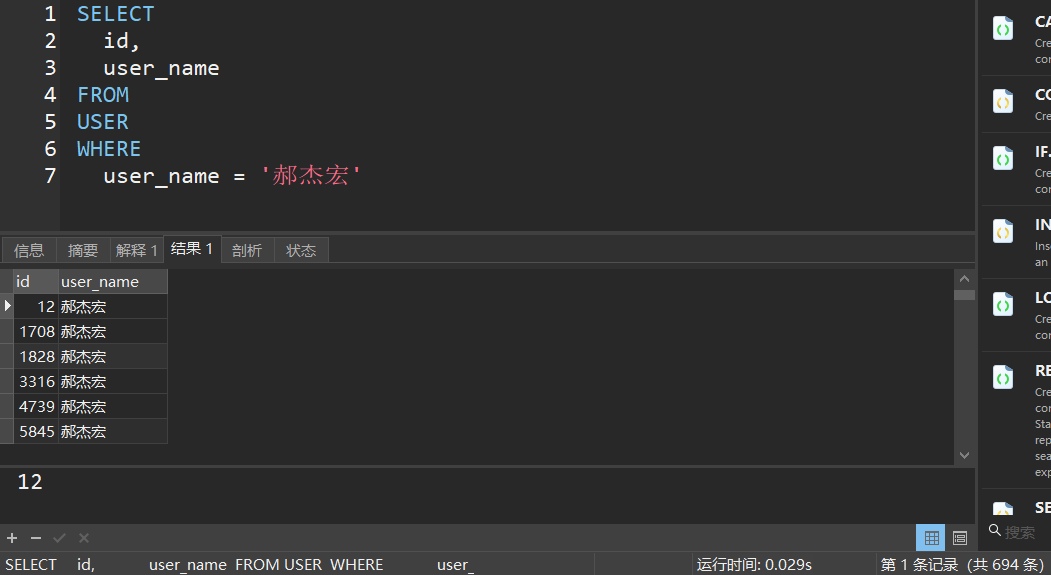 1 SELECT
2 id,
3 user_name
4 FROM
5 USER
6 WHERE
7 user_name = '郝杰宏'
信息 摘要 解释 1 结果 1 剖析 状态
id user_name
12 郝杰宏
1708 郝杰宏
1828 郝杰宏
3316 郝杰宏
4739 郝杰宏
5845 郝杰宏
12
SELECT id, user_name FROM USER WHERE user_
运行时间: 0.029s
第 1 条记录 (共 694 条)
CA
Cre
cor
CO
Cre
IF.
Cre
cor
IN
Inse
an
LO
Cre
cor
RE
Cre
cor
Sta
rep
sea
exp
SE
搜索